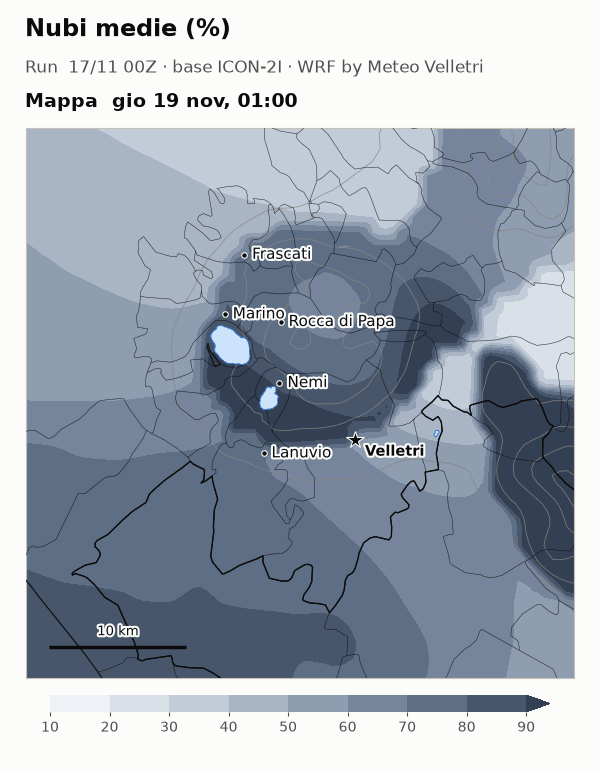 Nubi medie (%)
Run  17/11 00Z · base ICON-2I · WRF by Meteo Velletri
Mappa  gio 19 nov, 01:00
Frascati
Marino
Rocca di Papa
Nemi
Lanuvio
Velletri
10 km
10 20 30 40 50 60 70 80 90